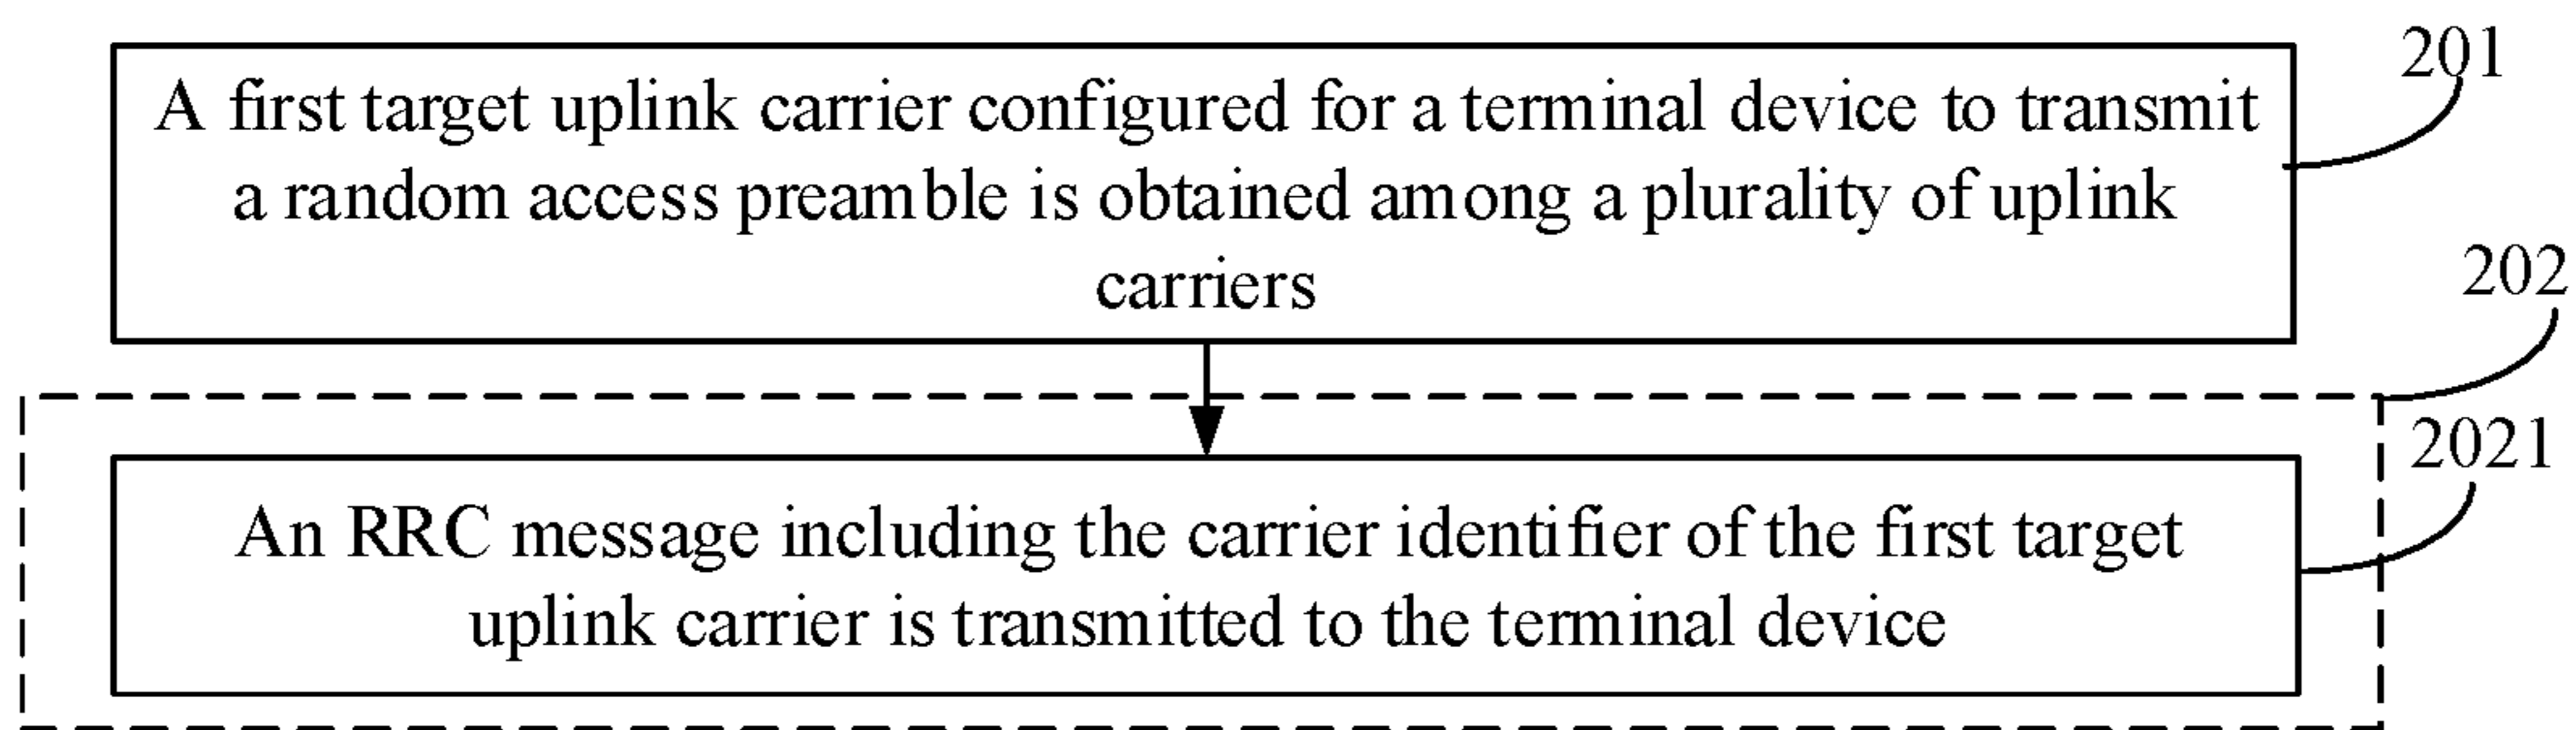 201
A first target uplink carrier configured for a terminal device to transmit
a random access preamble is obtained among a plurality of uplink
carriers
202
2021
An RRC message including the carrier identifier of the first target
uplink carrier is transmitted to the terminal device